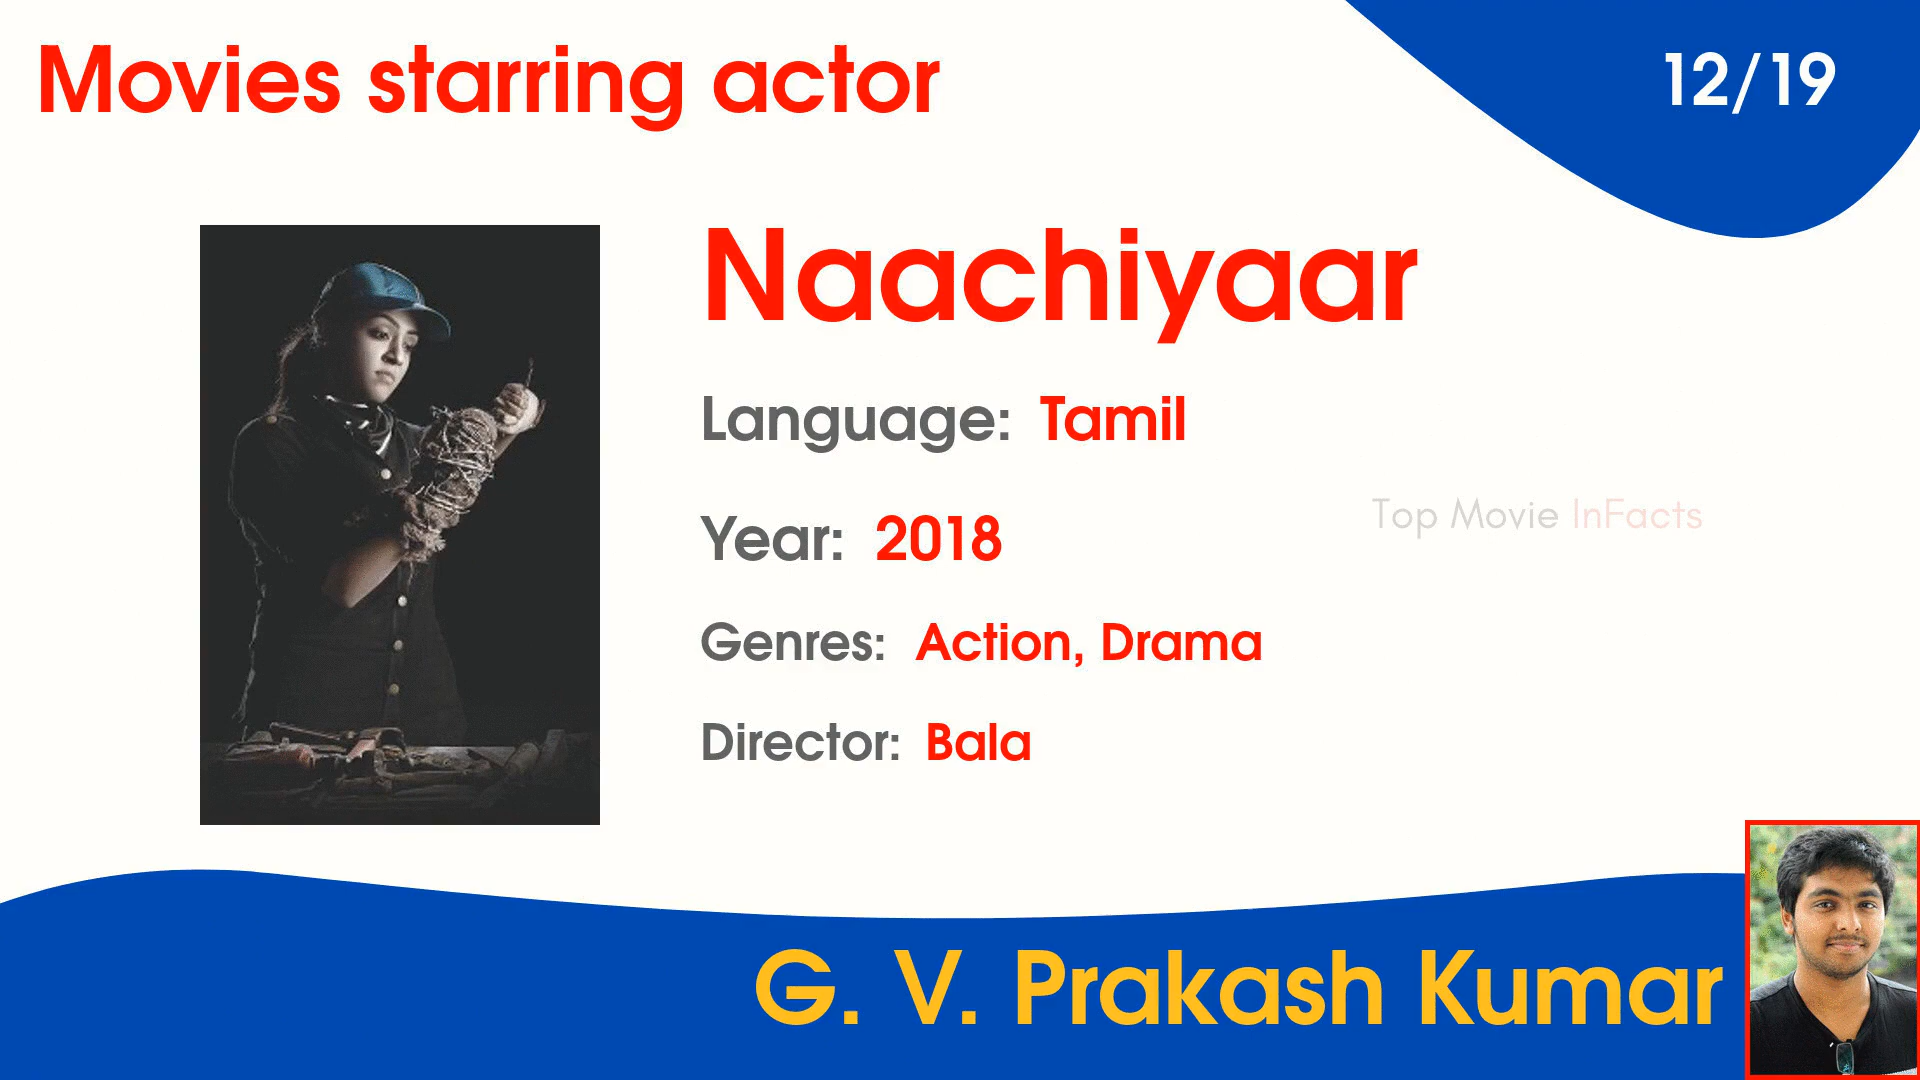 Movies starring actor
12/19
Naachiyaar
Language: Tamil
Year: 2018
Genres: Action, Drama
Director: Bala
Top Movie InFacts
G. V. Prakash Kumar